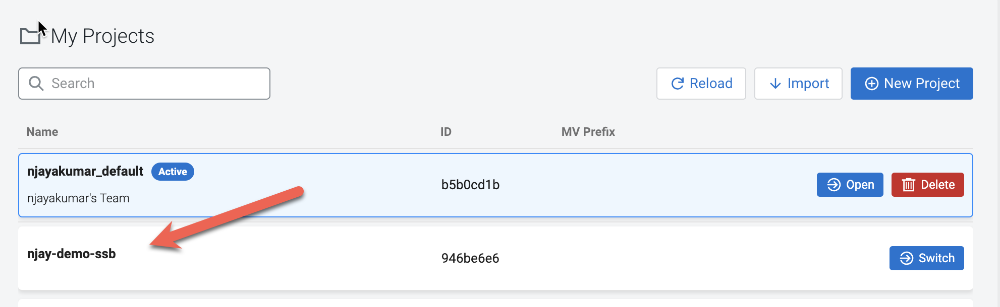 My Projects
Search
Reload Import New Project
Name ID MV Prefix
njayakumar_default Active
njayakumar's Team
b5b0cd1b
Open Delete
njay-demo-ssb
946be6e6
Switch